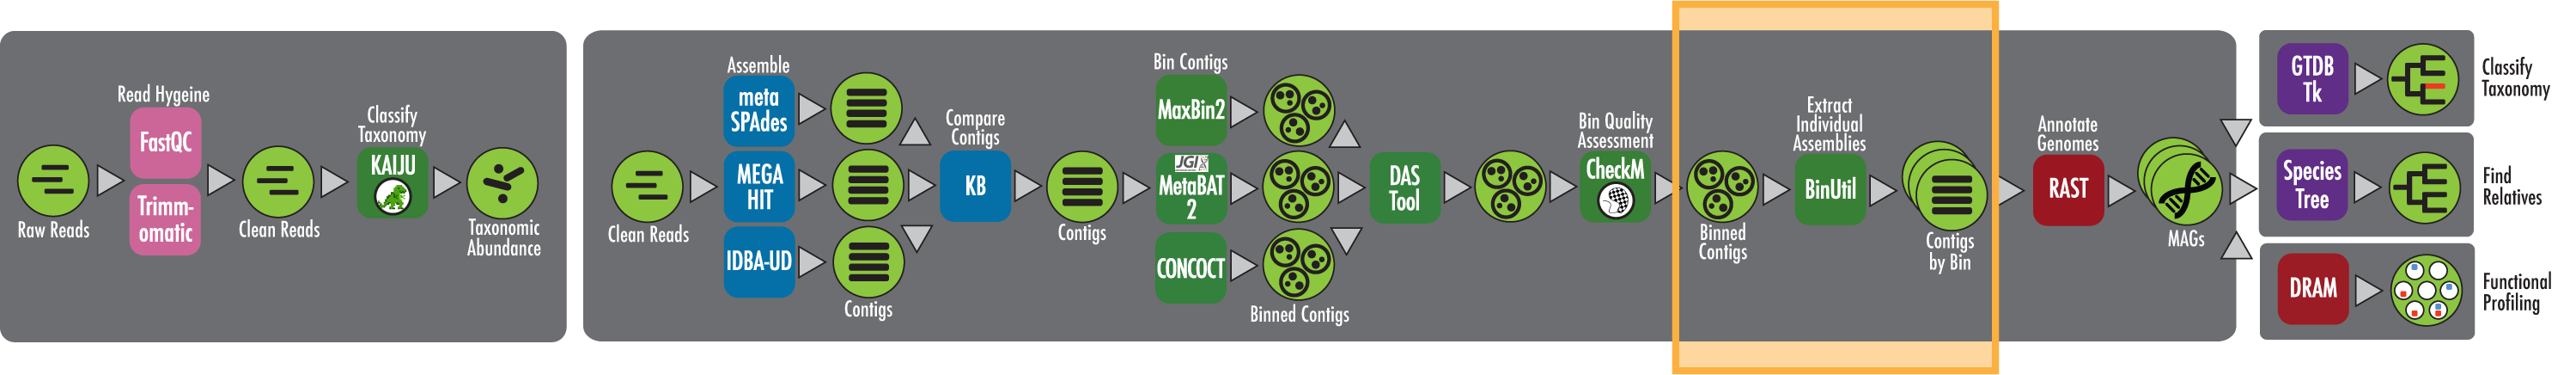 Read Hygeine
FastQC
Trimm-
omatic
Raw Reads
Clean Reads
Classify
Taxonomy
KAIJU
Taxonomic
Abundance
Clean Reads
Assemble
meta
SPAdes
MEGA
HIT
IDBA-UD
Contigs
Compare
Contigs
KB
Contigs
Bin Contigs
MaxBin2
JGI
MetaBAT
2
CONCOCT
Binned Contigs
DAS
Tool
Bin Quality
Assessment
CheckM
Binned
Contigs
Extract
Individual
Assemblies
BinUtil
Contigs
by Bin
Annotate
Genomes
RAST
MAGs
GTDB
Tk
Classify
Taxonomy
Species
Tree
Find
Relatives
DRAM
Functional
Profiling